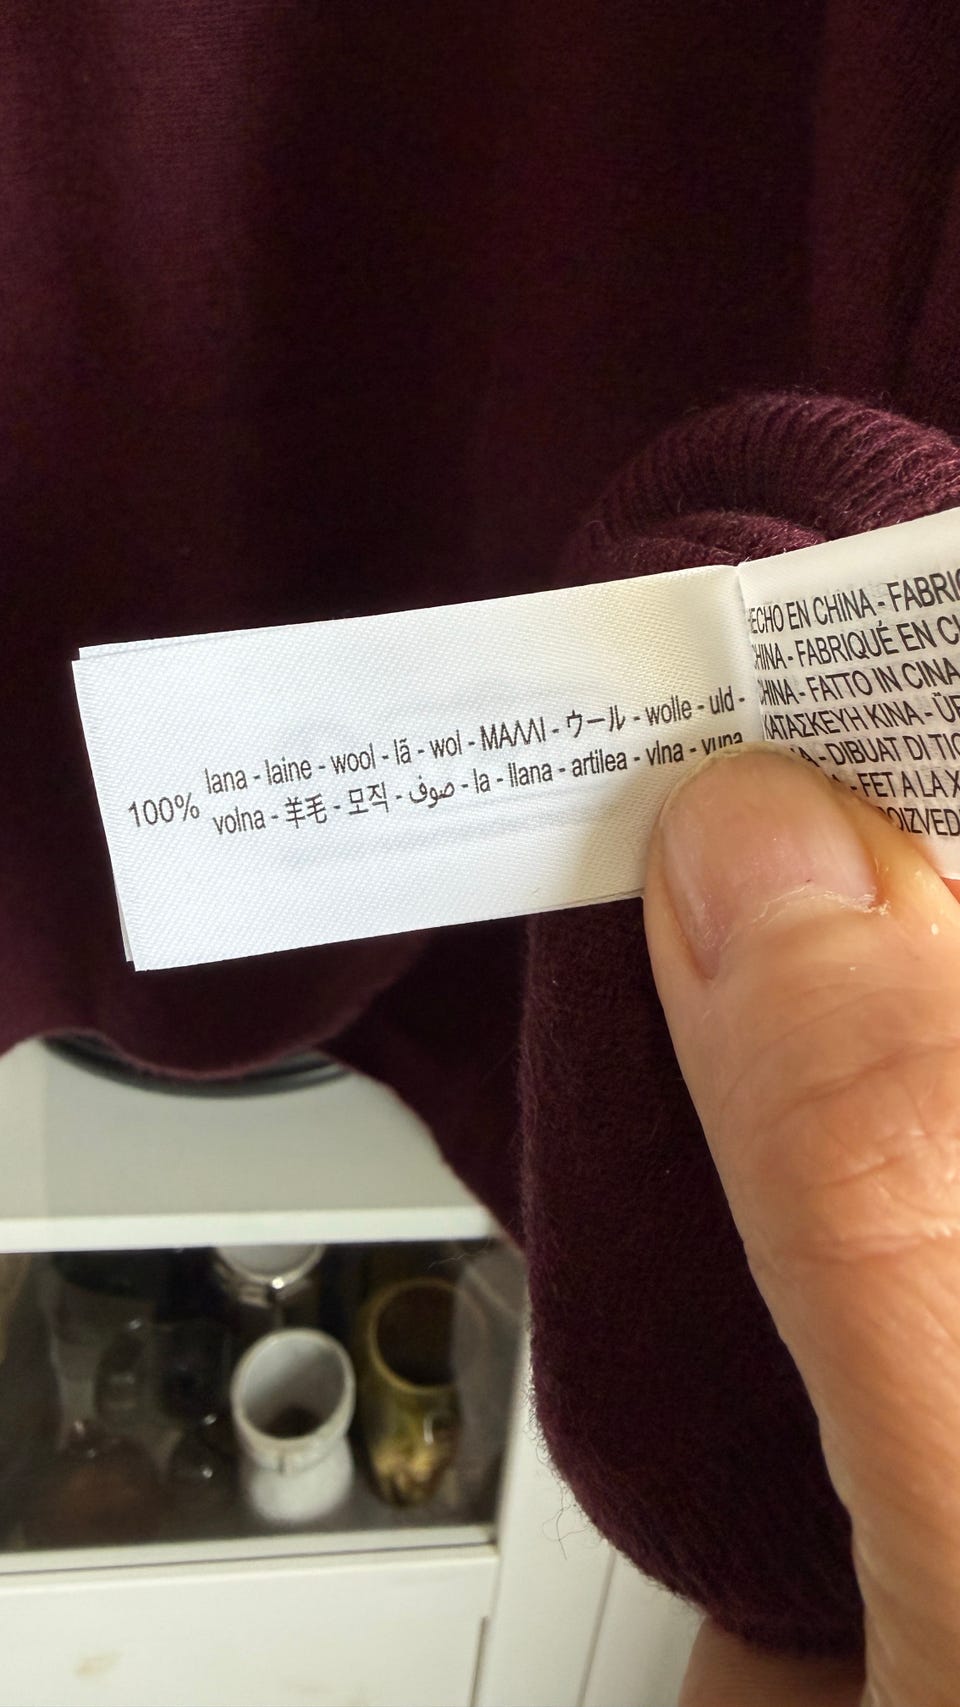 100%
lana - laine - wool - lã - wol - ΜΑΛΛΙ - ウール - wolle - uld -
volna - 羊毛 - 모직 - صوف - la - llana - artilea - vlna - vuna
ECHO EN CHINA - FABRIC
CHINA - FABRIQUÉ EN C
CHINA - FATTO IN CINA
ΚΑΤΑΣΚΕΥΗ ΚΙΝΑ - ÜR
A - DIBUAT DI TIO
- FET A LA X
OIZVED